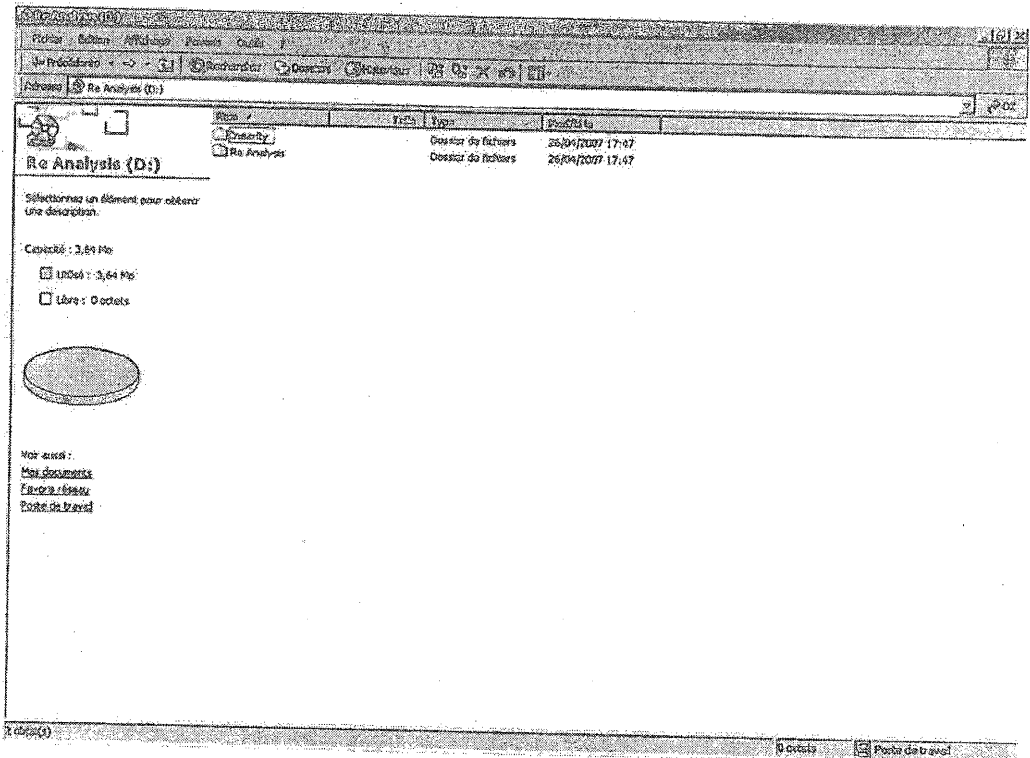 Re Analysis (D:)
Fichier Edition Affichage Favoris Outils ?
Précédente Rechercher Dossiers Historique
Adresse Re Analysis (D:) OK
Nom Taille Type Modifié le
Dossier de fichiers 26/04/2007 17:47
Re Analysis Dossier de fichiers 26/04/2007 17:47
Re Analysis (D:)
Sélectionnez un élément pour obtenir
une description.
Capacité : 3,64 Mo
Utilisé : 3,64 Mo
Libre : 0 octets
Voir aussi :
Mes documents
Favoris réseau
Poste de travail
2 objet(s) 0 octets Poste de travail